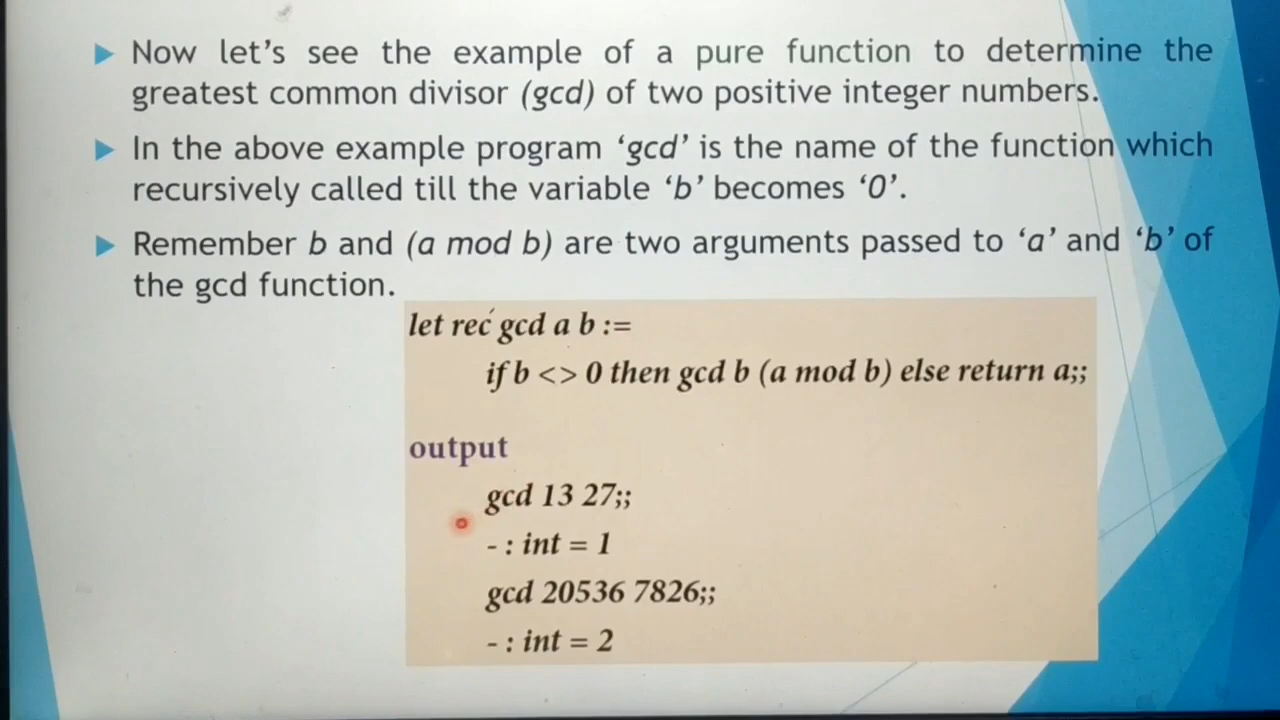 Now let’s see the example of a pure function to determine the
greatest common divisor (gcd) of two positive integer numbers.
In the above example program ‘gcd’ is the name of the function which
recursively called till the variable ‘b’ becomes ‘0’.
Remember b and (a mod b) are two arguments passed to ‘a’ and ‘b’ of
the gcd function.
let rec gcd a b :=
if b <> 0 then gcd b (a mod b) else return a;;
output
gcd 13 27;;
- : int = 1
gcd 20536 7826;;
- : int = 2